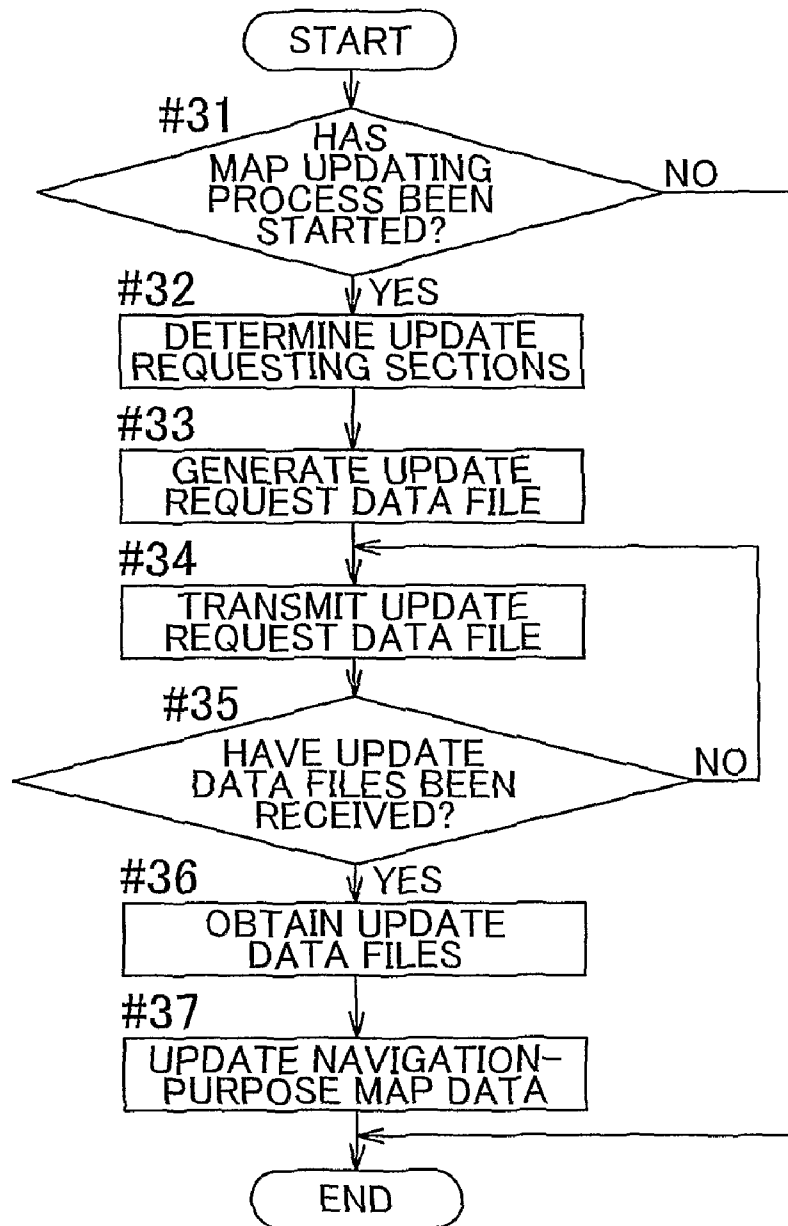 START
#31
HAS
MAP UPDATING
PROCESS BEEN
STARTED?
NO
YES
#32
DETERMINE UPDATE
REQUESTING SECTIONS
#33
GENERATE UPDATE
REQUEST DATA FILE
#34
TRANSMIT UPDATE
REQUEST DATA FILE
#35
HAVE UPDATE
DATA FILES BEEN
RECEIVED?
NO
YES
#36
OBTAIN UPDATE
DATA FILES
#37
UPDATE NAVIGATION-
PURPOSE MAP DATA
END